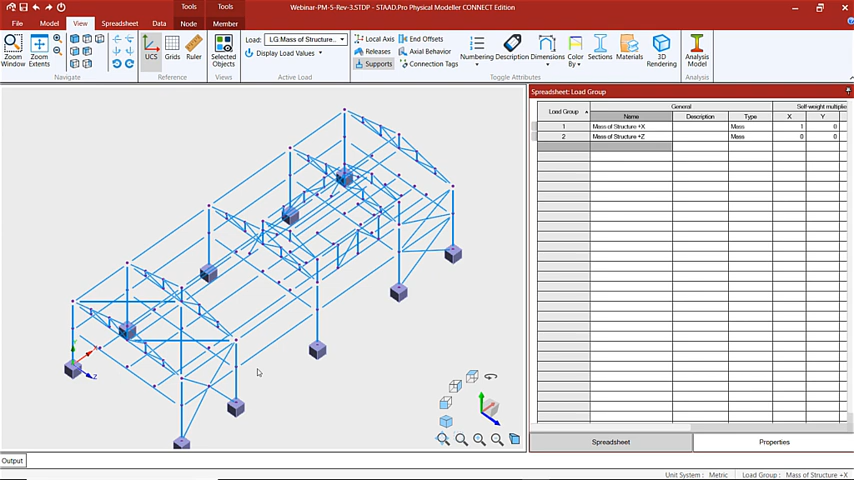 Tools
Tools
Webinar-PM-5-Rev-3.STDP - STAAD.Pro Physical Modeller CONNECT Edition
File
Model
View
Spreadsheet
Data
Node
Member
Zoom
Window
Zoom
Extents
Navigate
UCS
Grids
Ruler
Reference
Selected
Objects
Views
Load:
LG:Mass of Structure...
Display Load Values
Active Load
Local Axis
Releases
Supports
End Offsets
Axial Behavior
Connection Tags
Numbering
Description
Dimensions
Color
By
Sections
Materials
3D
Rendering
Toggle Attributes
Analysis
Model
Analysis
Spreadsheet: Load Group
Load Group
General
Self-weight multiplie
Name
Description
Type
X
Y
1
Mass of Structure +X
Mass
1
0
2
Mass of Structure +Z
Mass
0
0
Z
Spreadsheet
Properties
Output
Unit System : Metric
Load Group : Mass of Structure +X